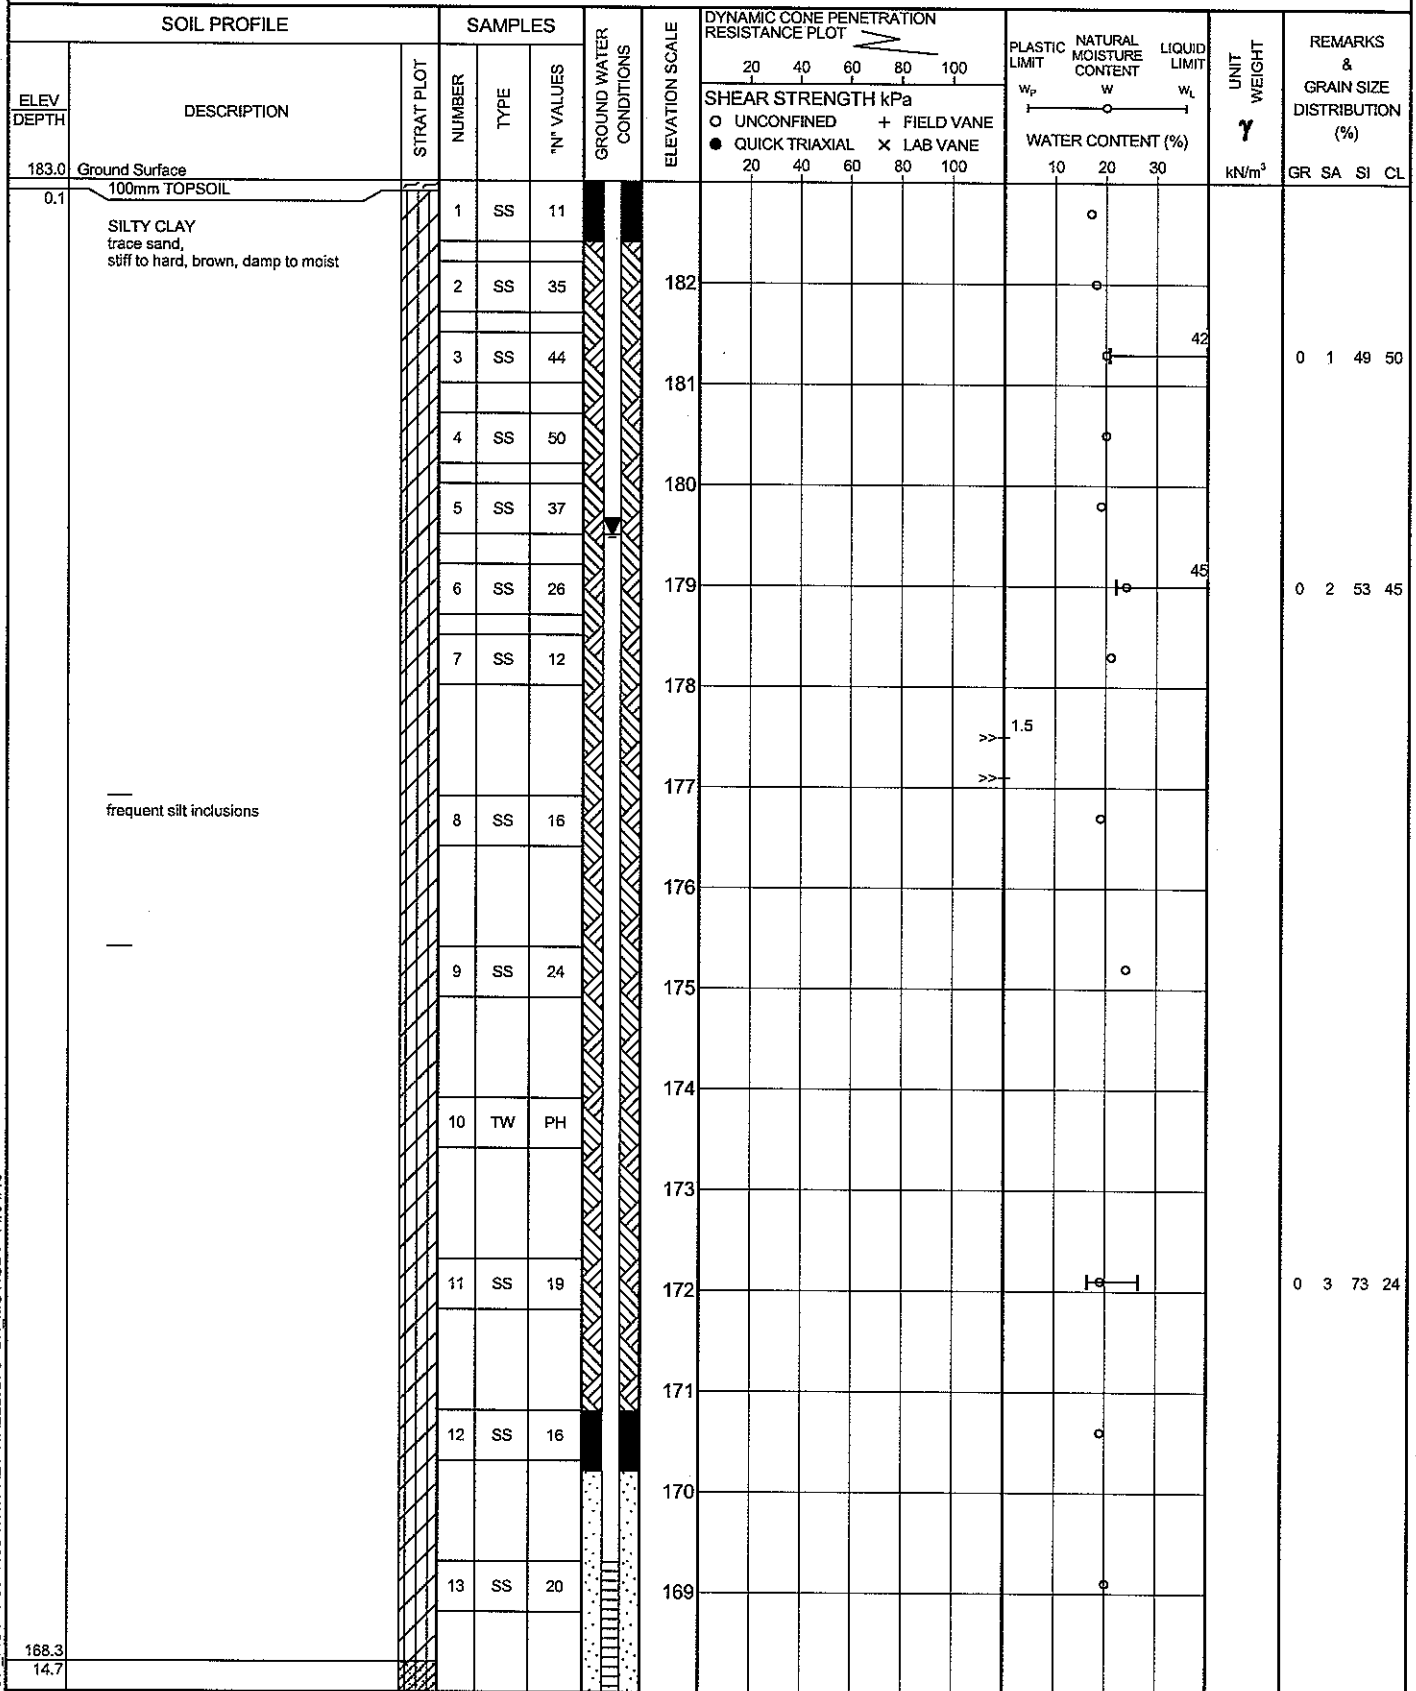 SOIL PROFILE
SAMPLES
GROUND WATER
CONDITIONS
ELEVATION SCALE
DYNAMIC CONE PENETRATION
RESISTANCE PLOT
20 40 60 80 100
SHEAR STRENGTH kPa
O UNCONFINED + FIELD VANE
● QUICK TRIAXIAL × LAB VANE
20 40 60 80 100
PLASTIC LIMIT
NATURAL MOISTURE CONTENT
LIQUID LIMIT
WP W WL
WATER CONTENT (%)
10 20 30
UNIT WEIGHT
γ
kN/m³
REMARKS
&
GRAIN SIZE
DISTRIBUTION
(%)
GR SA SI CL
ELEV
DEPTH
DESCRIPTION
STRAT PLOT
NUMBER
TYPE
"N" VALUES
183.0 Ground Surface
0.1 100mm TOPSOIL
SILTY CLAY
trace sand,
stiff to hard, brown, damp to moist
1 SS 11
182
2 SS 35
42
3 SS 44 0 1 49 50
181
4 SS 50
180
5 SS 37
45
179
6 SS 26 0 2 53 45
7 SS 12
178
>> 1.5
>>
177
frequent silt inclusions
8 SS 16
176
9 SS 24
175
174
10 TW PH
173
11 SS 19 0 3 73 24
172
171
12 SS 16
170
13 SS 20
169
168.3
14.7